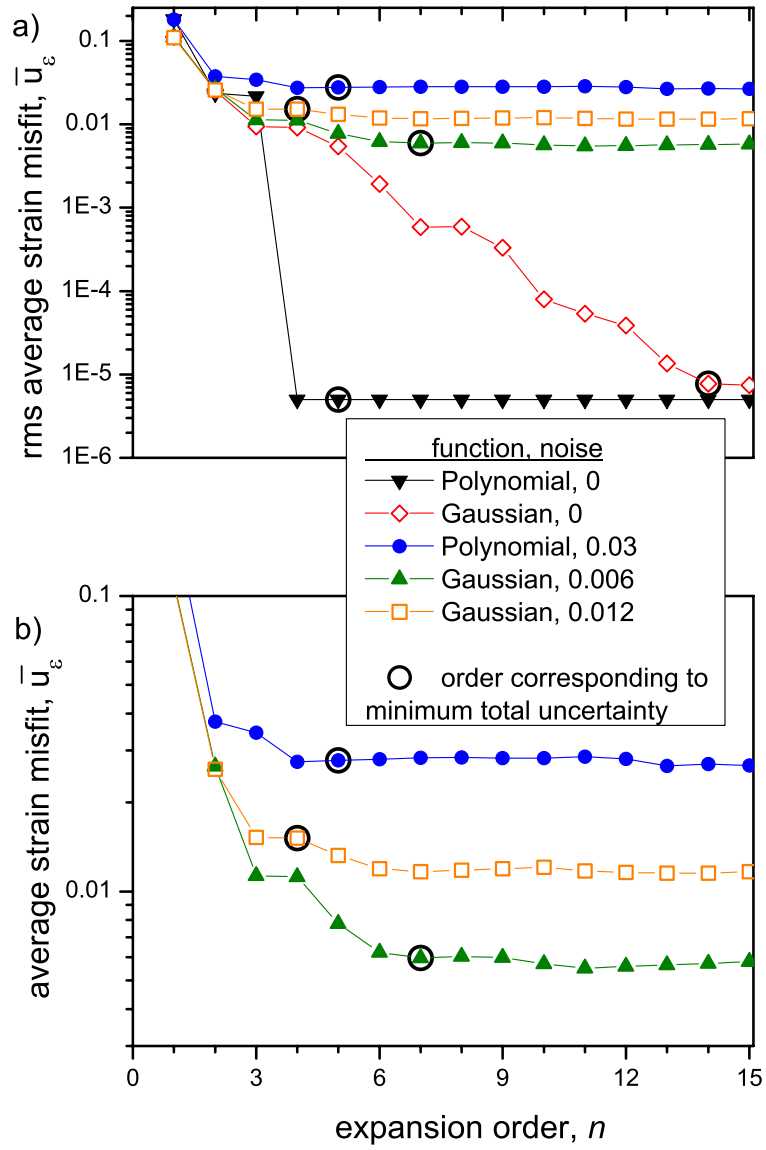 a)
rms average strain misfit, u̅ε
0.1
0.01
1E-3
1E-4
1E-5
1E-6
function, noise
Polynomial, 0
Gaussian, 0
Polynomial, 0.03
Gaussian, 0.006
Gaussian, 0.012
order corresponding to
minimum total uncertainty
b)
average strain misfit, u̅ε
0.1
0.01
0 3 6 9 12 15
expansion order, n